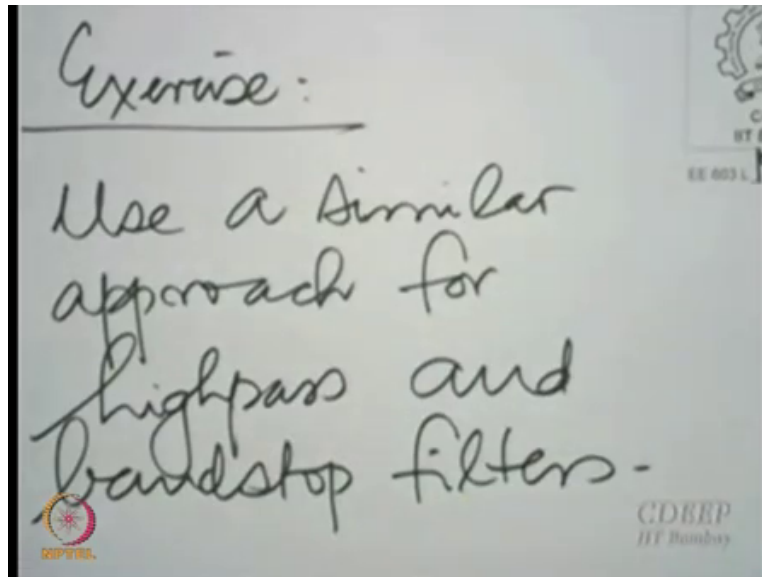 Exercise:
Use a similar
approach for
highpass and
bandstop filters.
EE 603 L
NPTEL
CDEEP
IIT Bombay